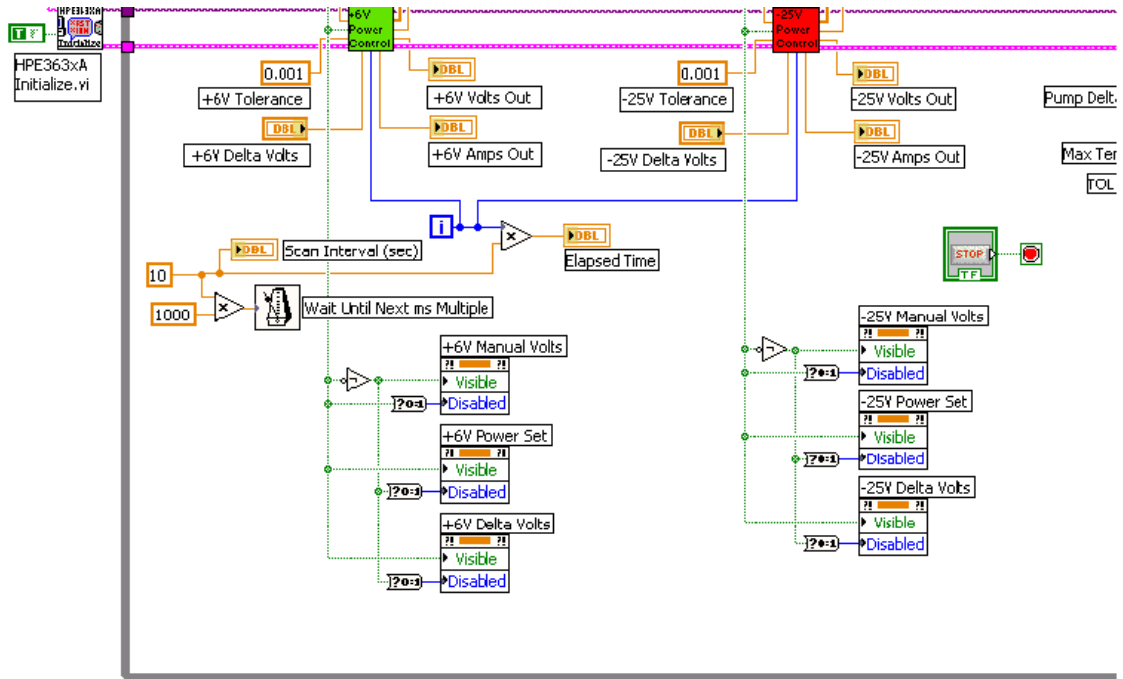 HPE363xA
Initialize
T F
HPE363xA
Initialize.vi
+6V
Power
Control
0.001
+6V Tolerance
DBL
+6V Volts Out
DBL
+6V Delta Volts
DBL
+6V Amps Out
-25V
Power
Control
0.001
-25V Tolerance
DBL
-25V Volts Out
DBL
-25V Delta Volts
DBL
-25V Amps Out
Pump Delt
Max Ter
TOL
i
x
DBL
Elapsed Time
DBL
Scan Interval (sec)
10
1000
x
Wait Until Next ms Multiple
STOP
TF
+6V Manual Volts
?! ?!
Visible
?0:1
Disabled
+6V Power Set
?! ?!
Visible
?0:1
Disabled
+6V Delta Volts
?! ?!
Visible
?0:1
Disabled
-25V Manual Volts
?! ?!
Visible
?0:1
Disabled
-25V Power Set
?! ?!
Visible
?0:1
Disabled
-25V Delta Volts
?! ?!
Visible
?0:1
Disabled